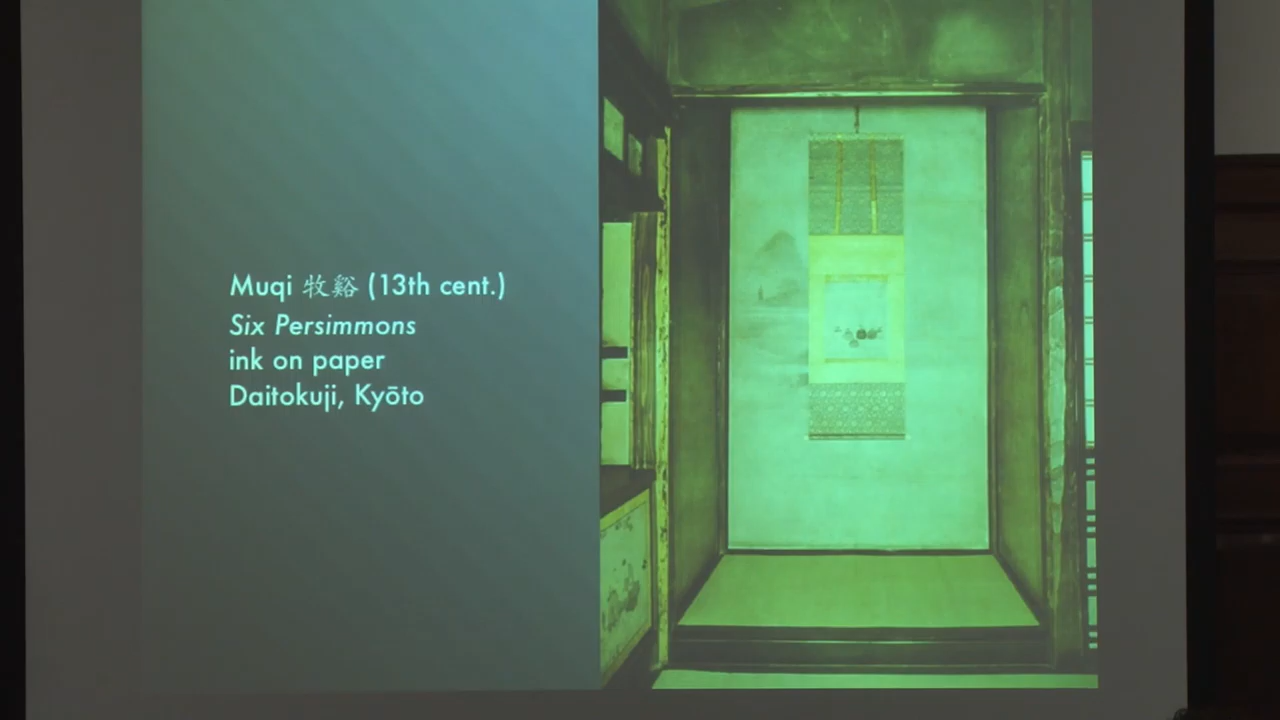 Muqi 牧谿 (13th cent.)
Six Persimmons
ink on paper
Daitokuji, Kyōto